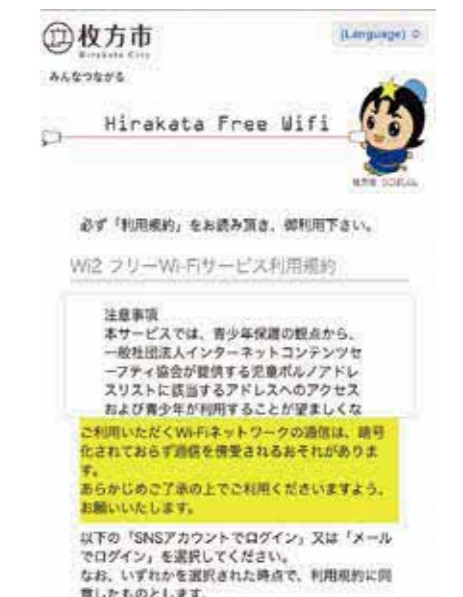 枚方市
Hirakata City
(Language)
みんなつながる
Hirakata Free Wifi
枚方市 ひこぼしくん
必ず「利用規約」をお読み頂き、御利用下さい。
Wi2 フリーWi-Fiサービス利用規約
注意事項
本サービスでは、青少年保護の観点から、
一般社団法人インターネットコンテンツセ
ーフティ協会が提供する児童ポルノアドレ
スリストに該当するアドレスへのアクセス
および青少年が利用することが望ましくな
ご利用いただくWi-Fiネットワークの通信は、暗号
化されておらず通信を傍受されるおそれがありま
す。
あらかじめご了承の上でご利用くださいますよう、
お願いいたします。
以下の「SNSアカウントでログイン」又は「メール
でログイン」を選択してください。
なお、いずれかを選択された時点で、利用規約に同
意したものとします。